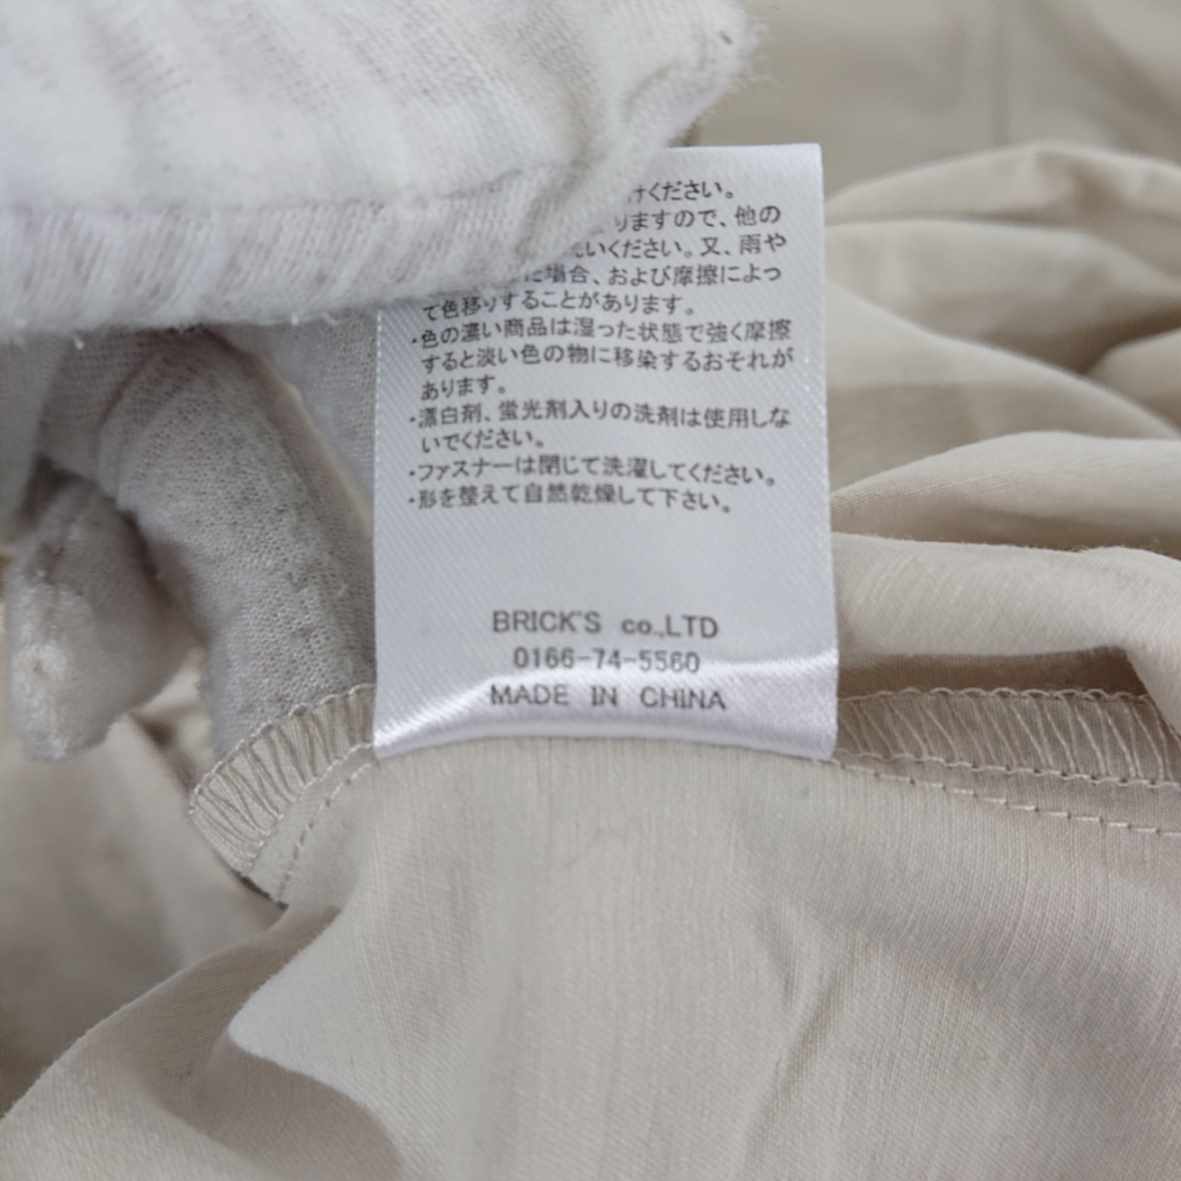 ください。
りますので、他の
いください。又、雨や
場合、および摩擦によっ
て色移りすることがあります。
・色の濃い商品は湿った状態で強く摩擦
すると淡い色の物に移染するおそれが
あります。
・漂白剤、蛍光剤入りの洗剤は使用しな
いでください。
・ファスナーは閉じて洗濯してください。
・形を整えて自然乾燥して下さい。
BRICK'S co.,LTD
0166-74-5560
MADE IN CHINA